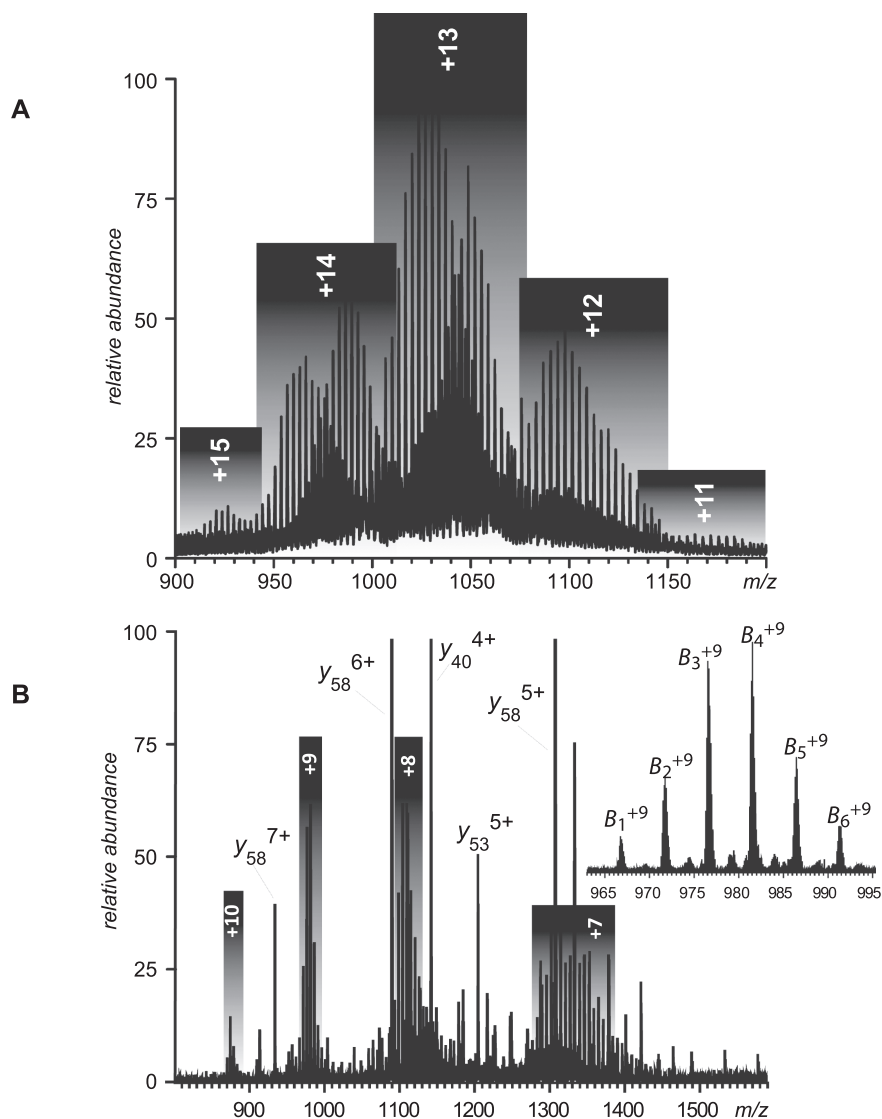 A
relative abundance
100
75
50
25
0
+15
+14
+13
+12
+11
900 950 1000 1050 1100 1150 m/z
B
relative abundance
100
75
50
25
0
+10
y58 7+
+9
y58 6+
+8
y40 4+
y53 5+
y58 5+
+7
B1+9
B2+9
B3+9
B4+9
B5+9
B6+9
965 970 975 980 985 990 995
900 1000 1100 1200 1300 1400 1500 m/z